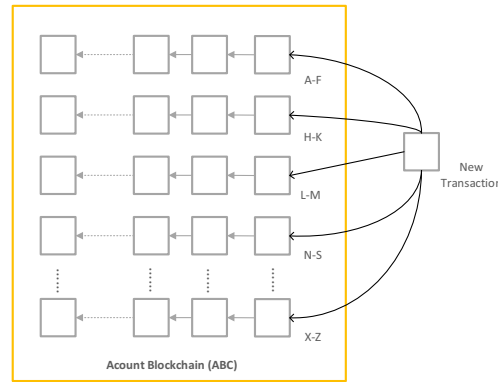 A-F
H-K
L-M
New
Transaction
N-S
X-Z
Acount Blockchain (ABC)